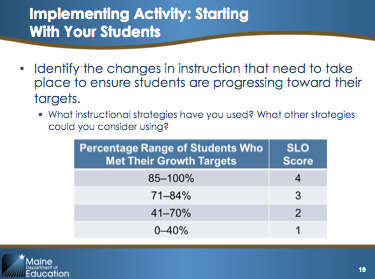 Implementing Activity: Starting
With Your Students
• Identify the changes in instruction that need to take
place to ensure students are progressing toward their
targets.
▪ What instructional strategies have you used? What other strategies
could you consider using?
Percentage Range of Students Who
Met Their Growth Targets
SLO
Score
85–100% 4
71–84% 3
41–70% 2
0–40% 1
Maine
Department of
Education
19